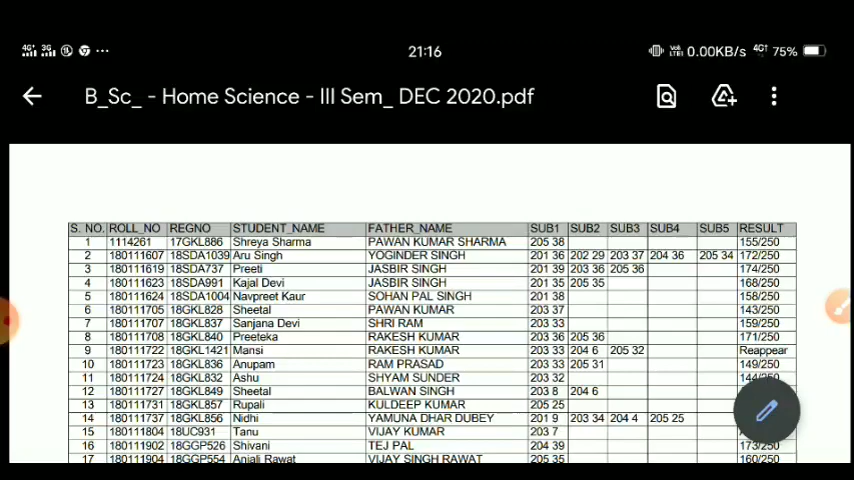 4G+ 3G 21:16 VoLTE1 0.00KB/s 4G↑ 75%
B_Sc_ - Home Science - III Sem_ DEC 2020.pdf
S. NO. ROLL_NO REGNO STUDENT_NAME FATHER_NAME SUB1 SUB2 SUB3 SUB4 SUB5 RESULT
1 1114261 17GKL886 Shreya Sharma PAWAN KUMAR SHARMA 205 38 155/250
2 180111607 18SDA1039 Aru Singh YOGINDER SINGH 201 36 202 29 203 37 204 36 205 34 172/250
3 180111619 18SDA737 Preeti JASBIR SINGH 201 39 203 36 205 36 174/250
4 180111623 18SDA991 Kajal Devi JASBIR SINGH 201 35 205 35 168/250
5 180111624 18SDA1004 Navpreet Kaur SOHAN PAL SINGH 201 38 158/250
6 180111705 18GKL828 Sheetal PAWAN KUMAR 203 37 143/250
7 180111707 18GKL837 Sanjana Devi SHRI RAM 203 33 159/250
8 180111708 18GKL840 Preeteka RAKESH KUMAR 203 36 205 36 171/250
9 180111722 18GKL1421 Mansi RAKESH KUMAR 203 33 204 6 205 32 Reappear
10 180111723 18GKL836 Anupam RAM PRASAD 203 33 205 31 149/250
11 180111724 18GKL832 Ashu SHYAM SUNDER 203 32 144/250
12 180111727 18GKL849 Sheetal BALWAN SINGH 203 8 204 6
13 180111731 18GKL857 Rupali KULDEEP KUMAR 205 25
14 180111737 18GKL856 Nidhi YAMUNA DHAR DUBEY 201 9 203 34 204 4 205 25
15 180111804 18UC931 Tanu VIJAY KUMAR 203 7
16 180111902 18GGP526 Shivani TEJ PAL 204 39 173/250
17 180111904 18GGP554 Anjali Rawat VIJAY SINGH RAWAT 205 35 160/250